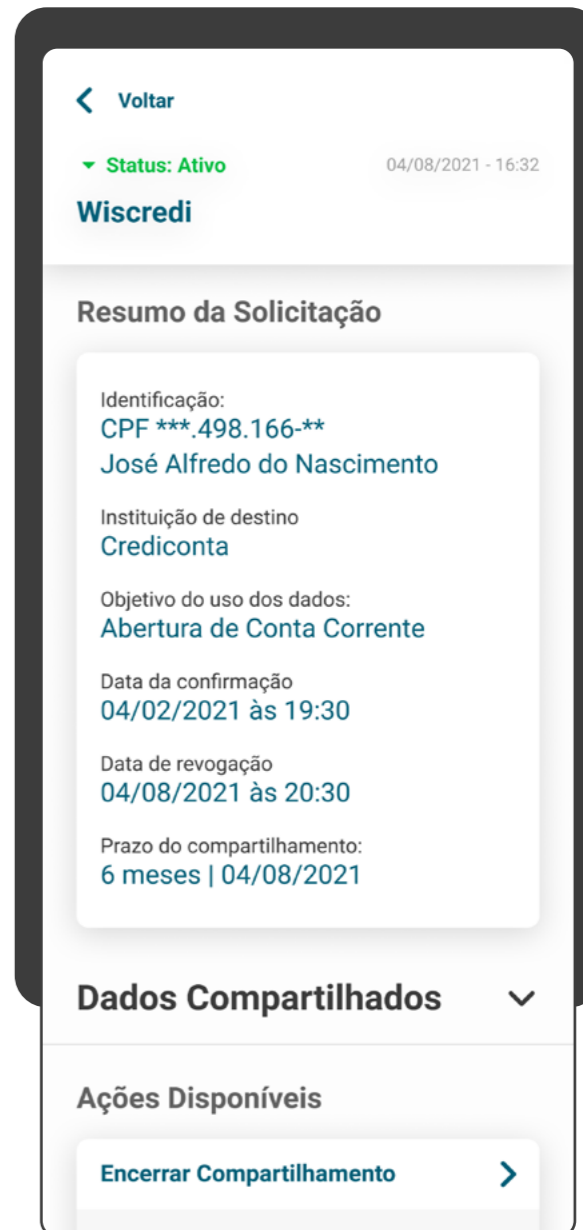 Voltar
Status: Ativo
04/08/2021 - 16:32
Wiscredi
Resumo da Solicitação
Identificação:
CPF ***.498.166-**
José Alfredo do Nascimento
Instituição de destino
Crediconta
Objetivo do uso dos dados:
Abertura de Conta Corrente
Data da confirmação
04/02/2021 às 19:30
Data de revogação
04/08/2021 às 20:30
Prazo do compartilhamento:
6 meses | 04/08/2021
Dados Compartilhados
Ações Disponíveis
Encerrar Compartilhamento